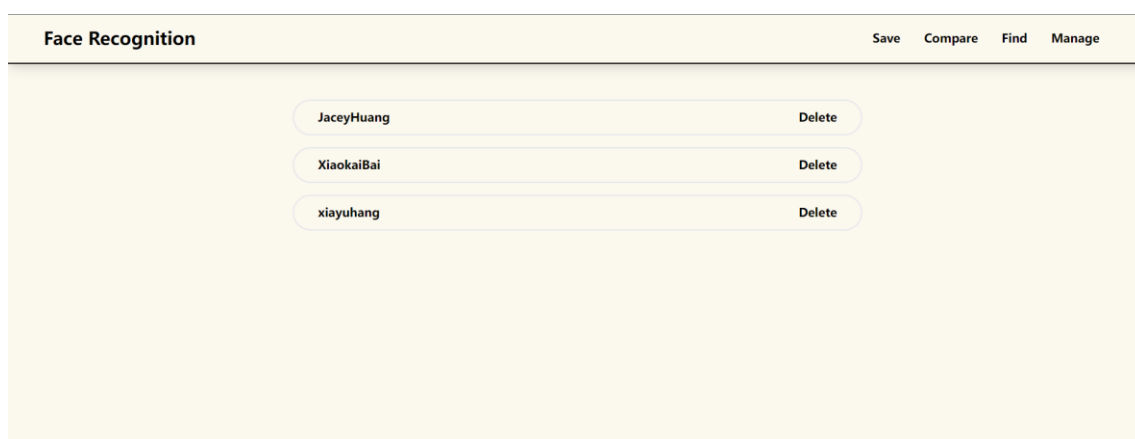 Face Recognition Save Compare Find Manage
JaceyHuang Delete
XiaokaiBai Delete
xiayuhang Delete